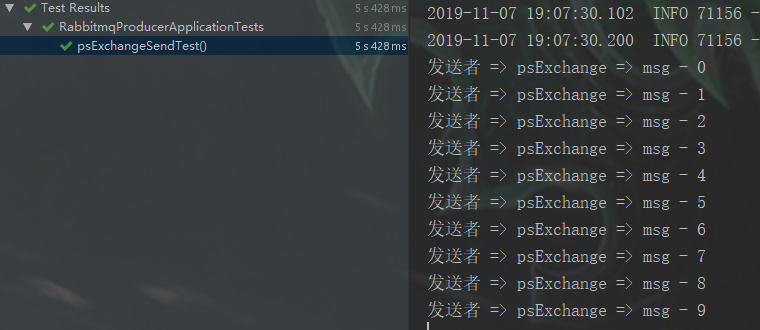 Test Results 5 s 428 ms
RabbitmqProducerApplicationTests 5 s 428 ms
psExchangeSendTest() 5 s 428 ms
2019-11-07 19:07:30.102 INFO 71156 -
2019-11-07 19:07:30.200 INFO 71156 -
发送者 => psExchange => msg - 0
发送者 => psExchange => msg - 1
发送者 => psExchange => msg - 2
发送者 => psExchange => msg - 3
发送者 => psExchange => msg - 4
发送者 => psExchange => msg - 5
发送者 => psExchange => msg - 6
发送者 => psExchange => msg - 7
发送者 => psExchange => msg - 8
发送者 => psExchange => msg - 9